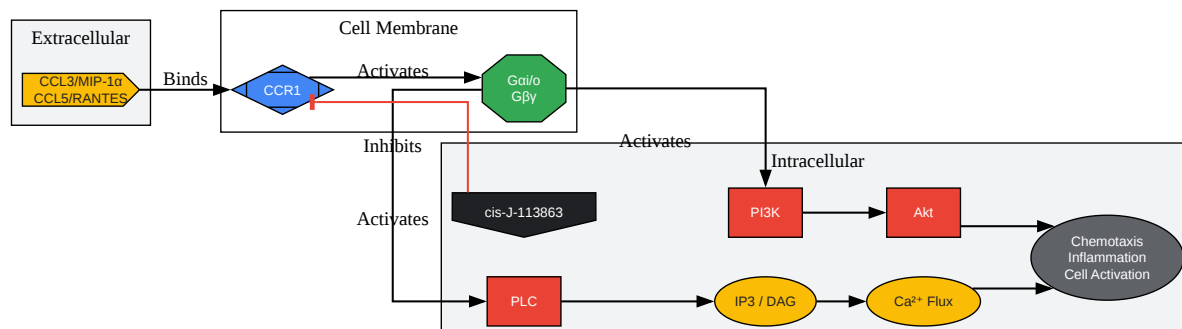 Extracellular
CCL3/MIP-1α
CCL5/RANTES
Binds
Cell Membrane
CCR1
Activates
Gαi/o
Gβγ
Inhibits
Activates
Intracellular
cis-J-113863
Activates
PI3K
Akt
PLC
IP3 / DAG
Ca²⁺ Flux
Chemotaxis
Inflammation
Cell Activation